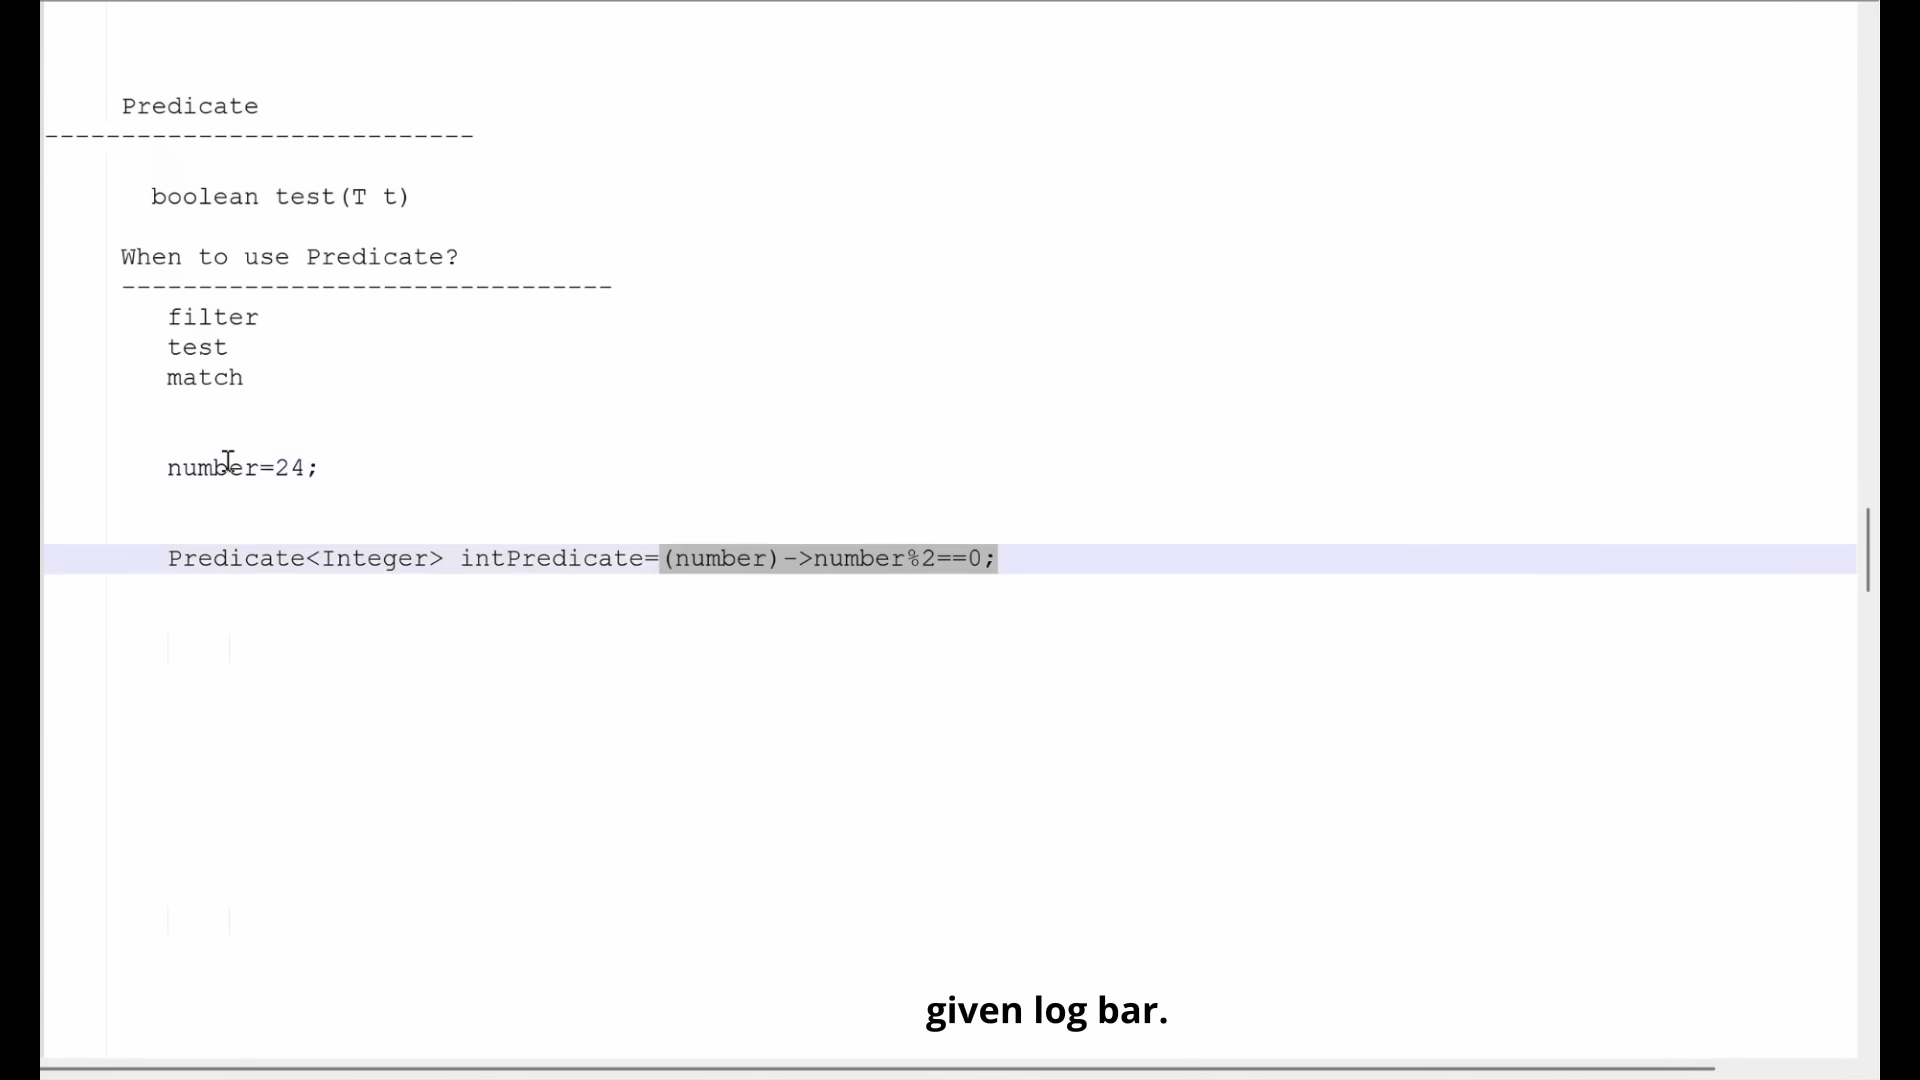 Predicate
----------------------------
boolean test(T t)
When to use Predicate?
--------------------------------
filter
test
match
number=24;
Predicate<Integer> intPredicate=(number)->number%2==0;
given log bar.